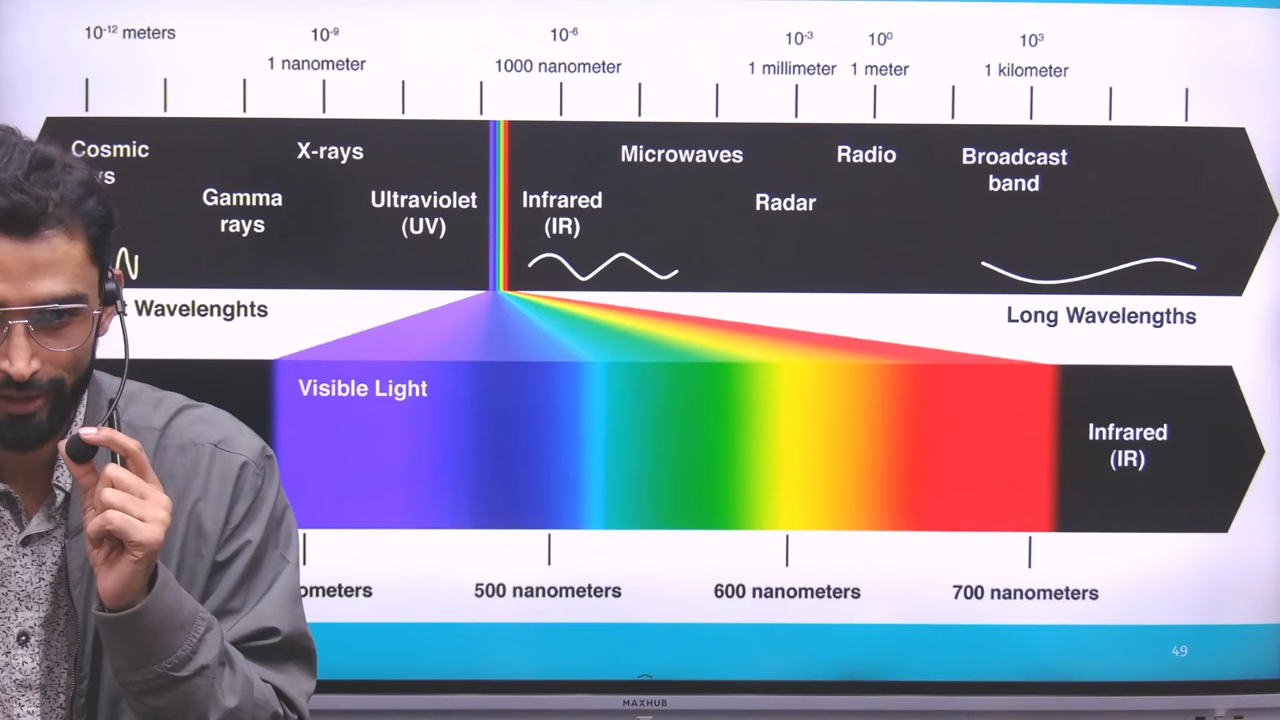 10⁻¹² meters 10⁻⁹ 10⁻⁶ 10⁻³ 10⁰ 10³
1 nanometer 1000 nanometer 1 millimeter 1 meter 1 kilometer
Cosmic X-rays Microwaves Radio Broadcast
band
Gamma
rays
Ultraviolet
(UV)
Infrared
(IR)
Radar
Wavelenghts
Long Wavelengths
Visible Light
Infrared
(IR)
500 nanometers 600 nanometers 700 nanometers
49
MAXHUB